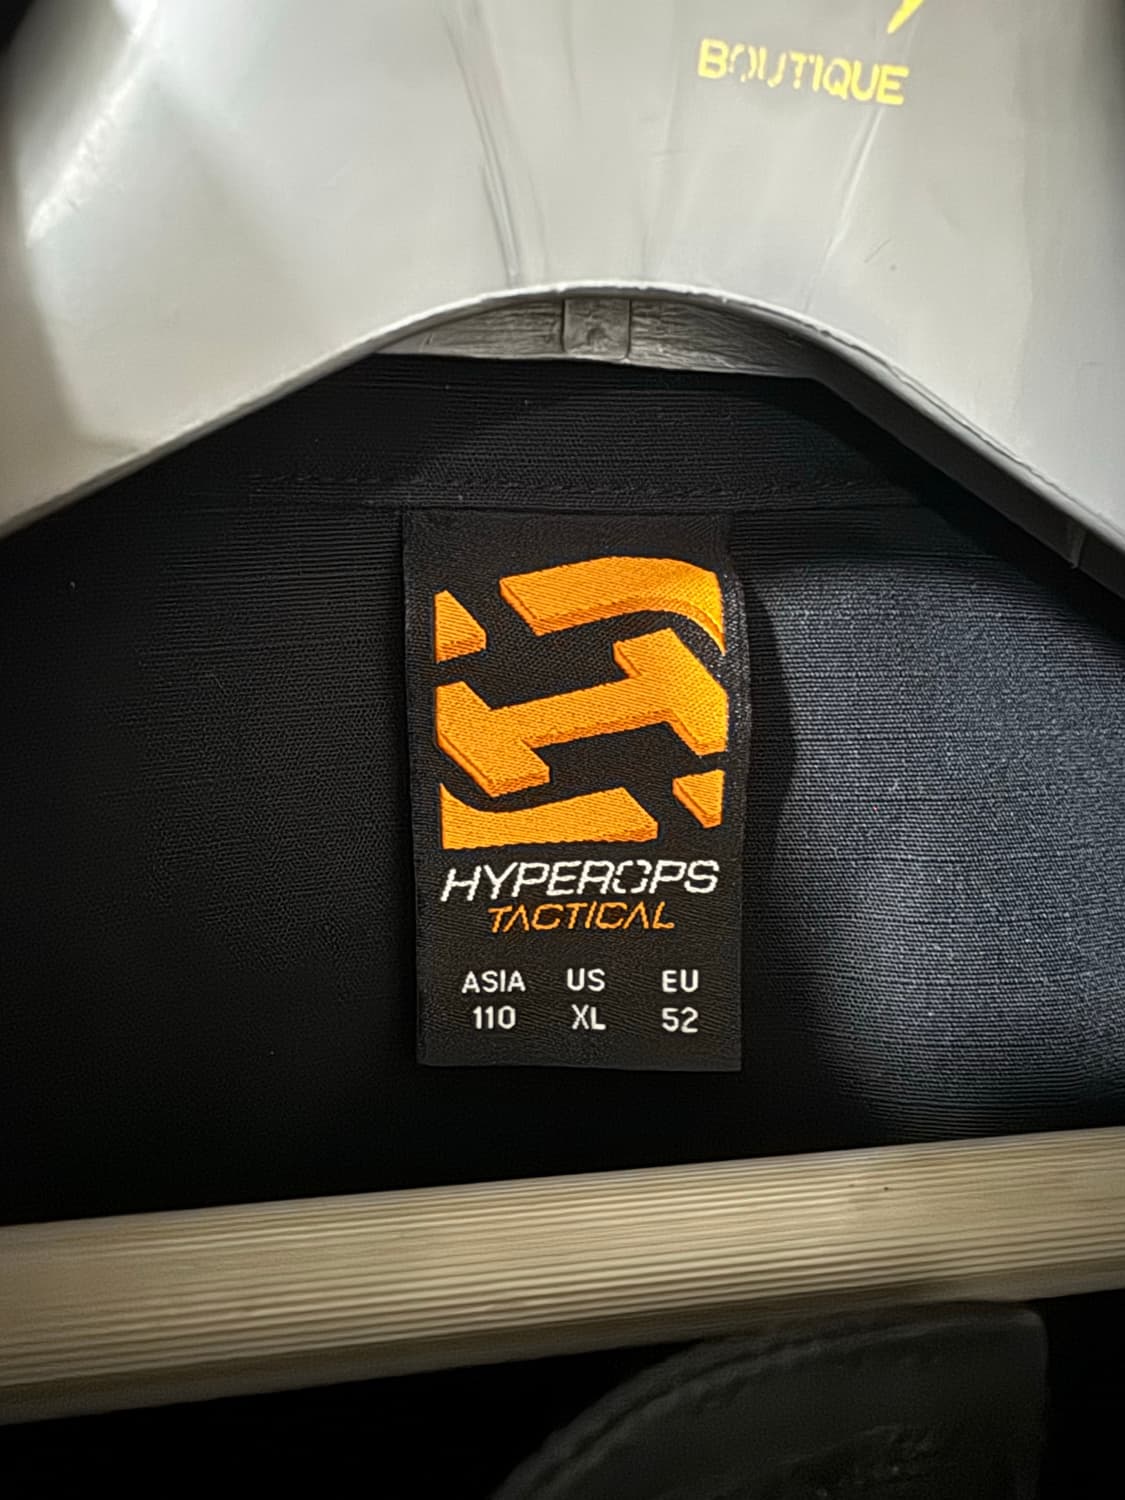 BOUTIQUE
HYPEROPS
TACTICAL
ASIA US EU
110 XL 52